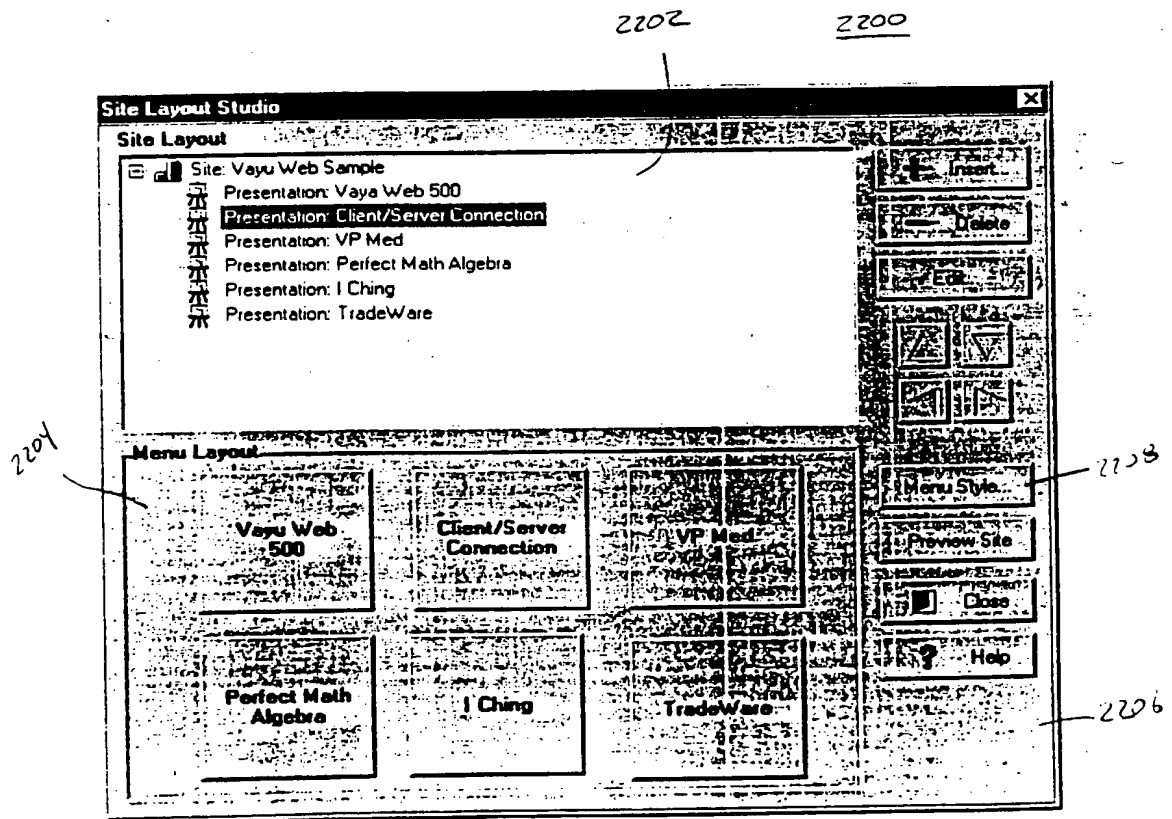 2202
2200
Site Layout Studio
Site Layout
Site: Vayu Web Sample
Presentation: Vaya Web 500
Presentation: Client/Server Connection
Presentation: VP Med
Presentation: Perfect Math Algebra
Presentation: I Ching
Presentation: TradeWare
Insert...
Delete
Edit...
2204
Menu Layout
Vayu Web
500
Client/Server
Connection
VP Med
Perfect Math
Algebra
I Ching
TradeWare
Menu Style...
2208
Preview Site
Close
? Help
2206